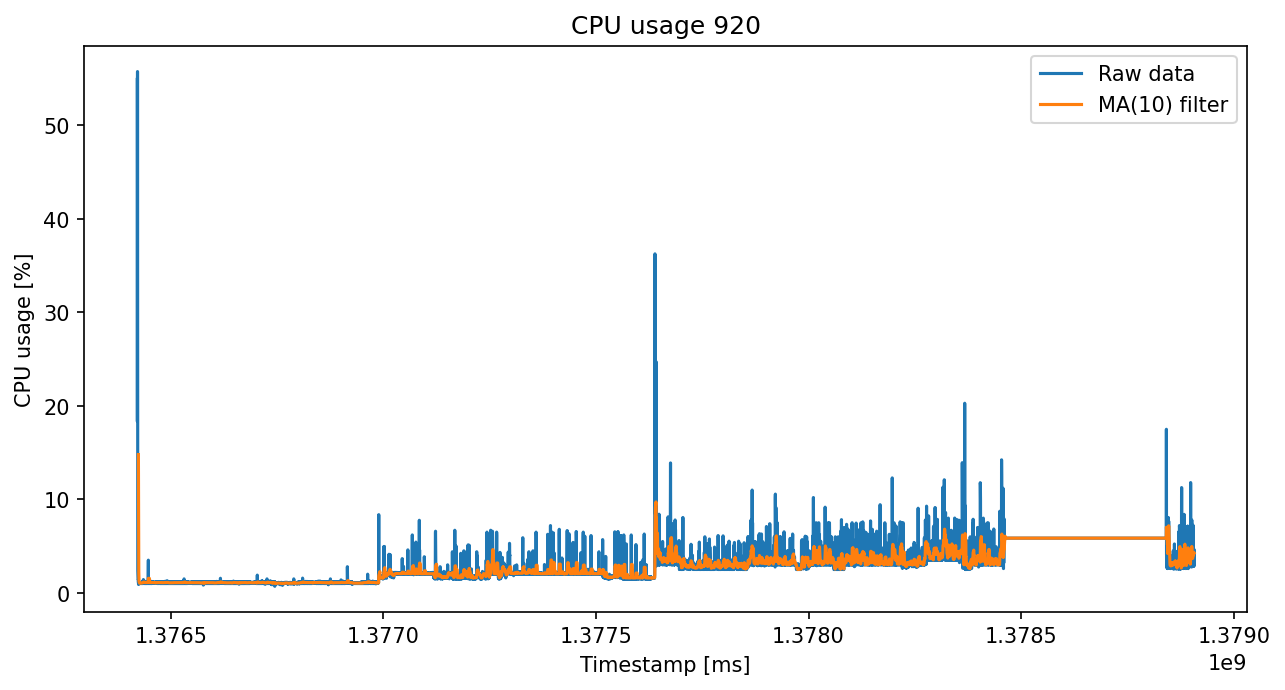 CPU usage 920
Raw data
MA(10) filter
CPU usage [%]
50
40
30
20
10
0
1.3765 1.3770 1.3775 1.3780 1.3785 1.3790
1e9
Timestamp [ms]